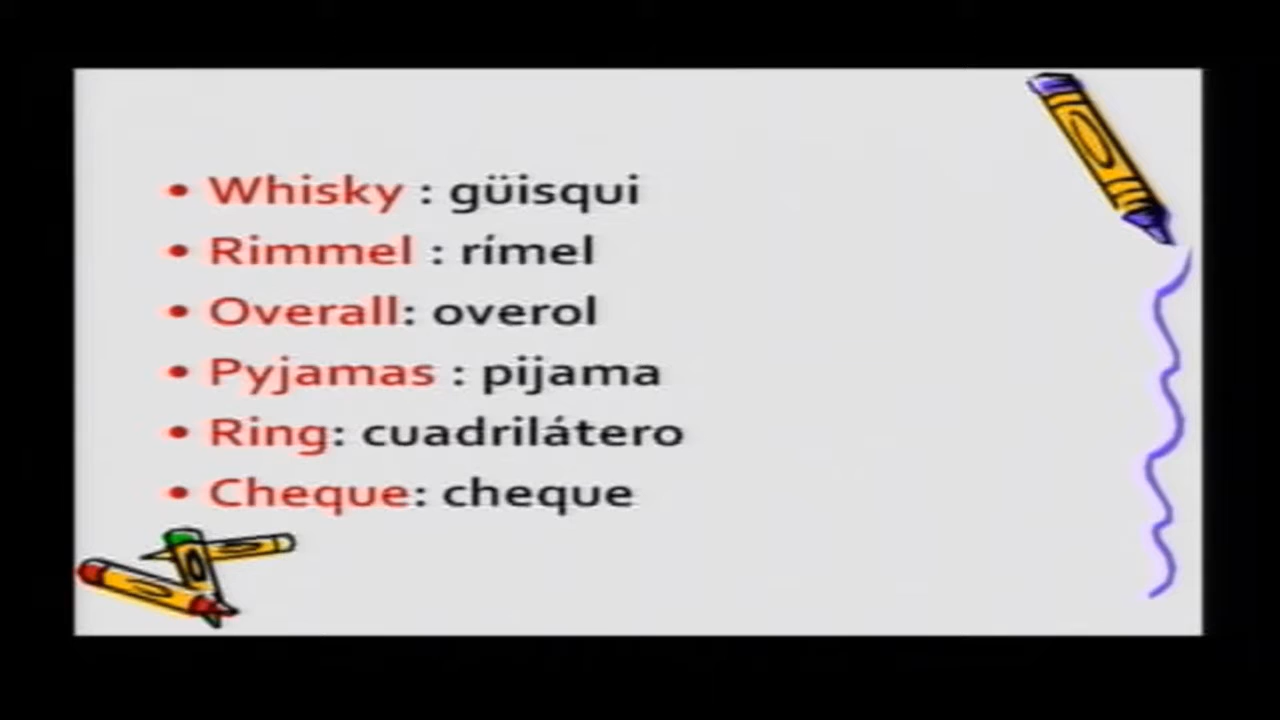 • Whisky : güisqui
• Rimmel : rímel
• Overall: overol
• Pyjamas : pijama
• Ring: cuadrilátero
• Cheque: cheque